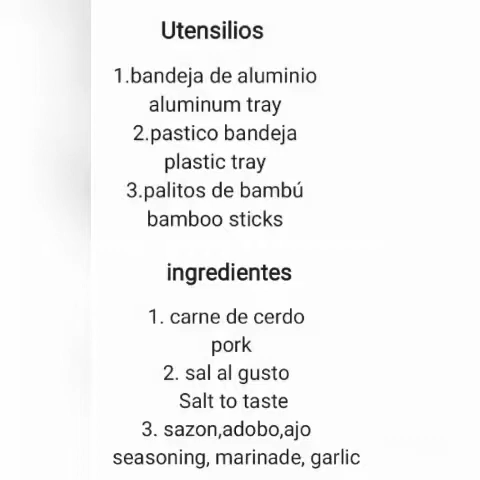 Utensilios
1.bandeja de aluminio
aluminum tray
2.pastico bandeja
plastic tray
3.palitos de bambú
bamboo sticks
ingredientes
1. carne de cerdo
pork
2. sal al gusto
Salt to taste
3. sazon,adobo,ajo
seasoning, marinade, garlic